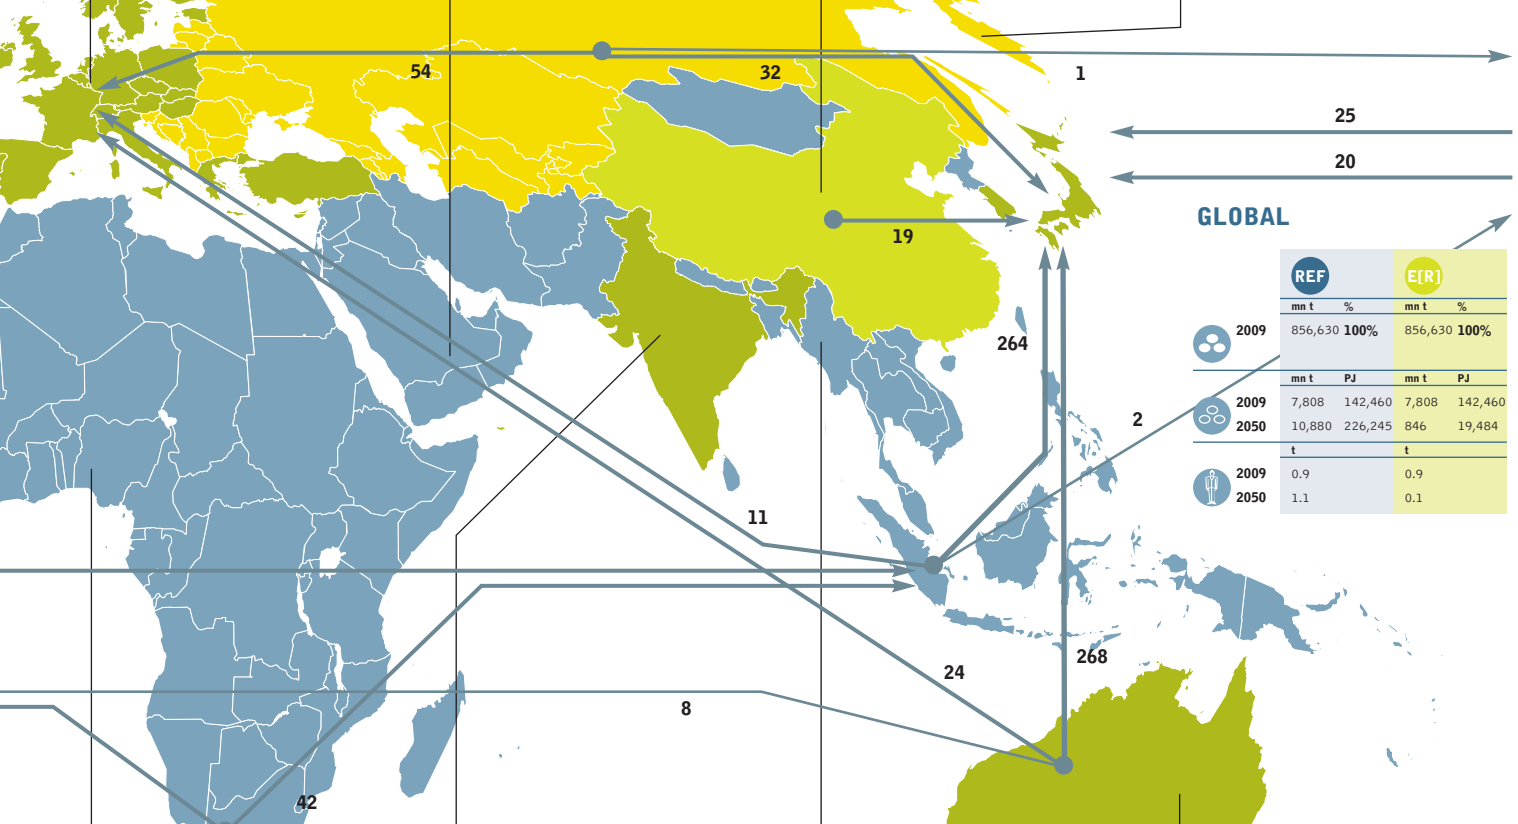 54
32
1
25
20
GLOBAL
19
REF E[R]
mn t % mn t %
2009 856,630 100% 856,630 100%
264
mn t PJ mn t PJ
2009 7,808 142,460 7,808 142,460
2050 10,880 226,245 846 19,484
2
t t
2009 0.9 0.9
2050 1.1 0.1
11
268
24
8
42